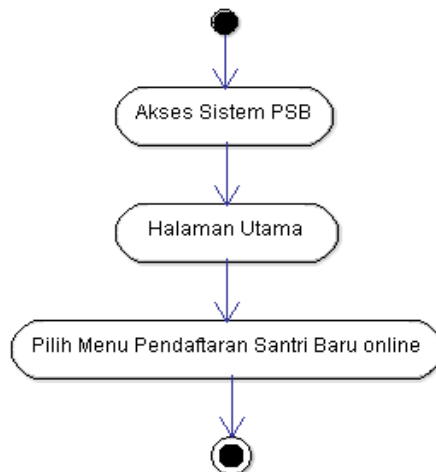 Akses Sistem PSB
Halaman Utama
Pilih Menu Pendaftaran Santri Baru online